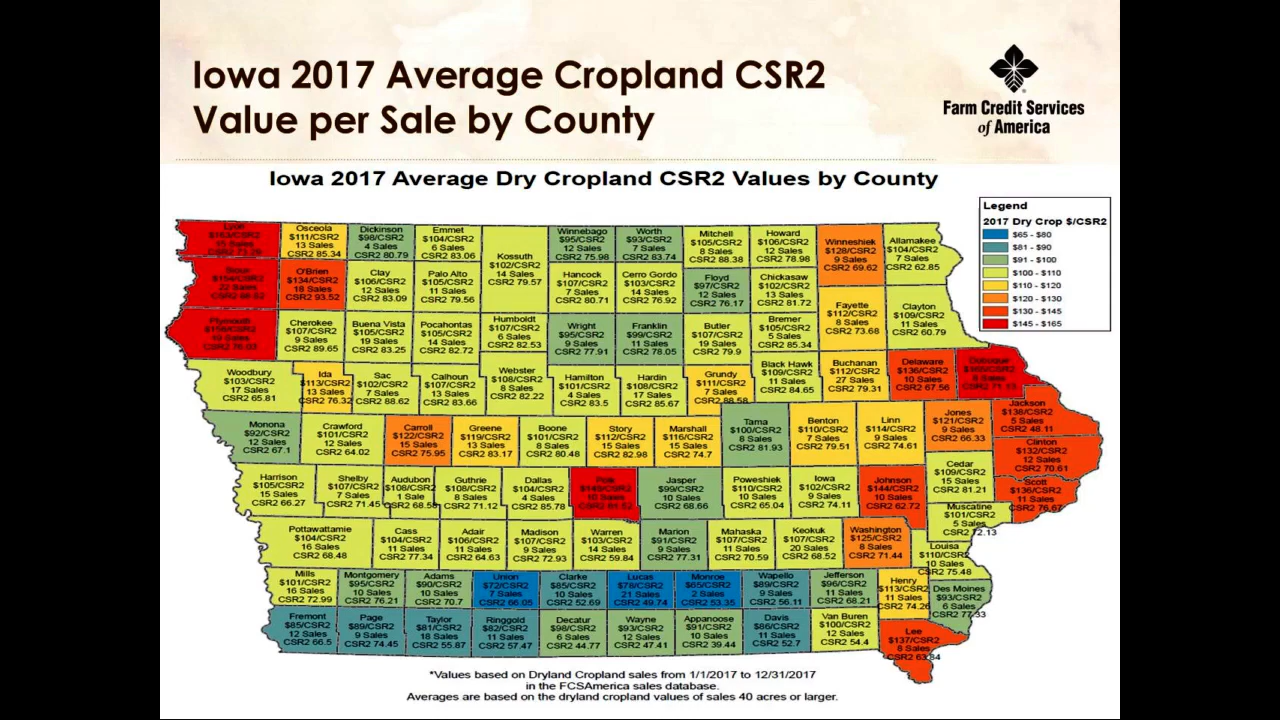 Iowa 2017 Average Cropland CSR2
Value per Sale by County
Farm Credit Services
of America
Iowa 2017 Average Dry Cropland CSR2 Values by County
Legend
2017 Dry Crop $/CSR2
$65 - $80
$81 - $90
$91 - $100
$100 - $110
$110 - $120
$120 - $130
$130 - $145
$145 - $165
Lyon
Osceola
$111/CSR2
13 Sales
CSR2 85.34
Dickinson
$98/CSR2
4 Sales
CSR2 80.79
Emmet
$104/CSR2
6 Sales
CSR2 83.06
Kossuth
$102/CSR2
14 Sales
CSR2 79.57
Winnebago
$95/CSR2
12 Sales
CSR2 75.98
Worth
$93/CSR2
7 Sales
CSR2 83.74
Mitchell
$105/CSR2
8 Sales
CSR2 88.38
Howard
$106/CSR2
12 Sales
CSR2 78.98
Winneshiek
$128/CSR2
9 Sales
CSR2 69.62
Allamakee
$104/CSR2
7 Sales
CSR2 62.85
Sioux
O'Brien
$134/CSR2
18 Sales
CSR2 93.52
Clay
$106/CSR2
12 Sales
CSR2 83.09
Palo Alto
$105/CSR2
11 Sales
CSR2 79.56
Hancock
$107/CSR2
7 Sales
CSR2 80.71
Cerro Gordo
$103/CSR2
14 Sales
CSR2 76.92
Floyd
$97/CSR2
12 Sales
CSR2 76.17
Chickasaw
$102/CSR2
13 Sales
CSR2 81.72
Plymouth
Cherokee
$107/CSR2
9 Sales
CSR2 89.65
Buena Vista
$105/CSR2
19 Sales
CSR2 83.25
Pocahontas
$105/CSR2
14 Sales
CSR2 82.72
Humboldt
$107/CSR2
6 Sales
CSR2 82.53
Wright
$95/CSR2
9 Sales
CSR2 77.91
Franklin
$99/CSR2
11 Sales
CSR2 78.05
Butler
$107/CSR2
19 Sales
CSR2 79.9
Bremer
$105/CSR2
5 Sales
CSR2 85.34
Fayette
$112/CSR2
8 Sales
CSR2 73.68
Clayton
$109/CSR2
11 Sales
CSR2 60.79
Woodbury
$103/CSR2
17 Sales
CSR2 65.81
Ida
$113/CSR2
13 Sales
CSR2 76.32
Sac
$102/CSR2
7 Sales
CSR2 88.62
Calhoun
$107/CSR2
13 Sales
CSR2 83.66
Webster
$108/CSR2
8 Sales
CSR2 82.22
Hamilton
$101/CSR2
4 Sales
CSR2 83.5
Hardin
$108/CSR2
17 Sales
CSR2 85.67
Grundy
$111/CSR2
7 Sales
CSR2 88.58
Black Hawk
$109/CSR2
11 Sales
CSR2 84.65
Buchanan
$112/CSR2
27 Sales
CSR2 79.31
Delaware
$136/CSR2
10 Sales
CSR2 67.56
Dubuque
Monona
$92/CSR2
12 Sales
CSR2 67.1
Crawford
$101/CSR2
12 Sales
CSR2 64.02
Carroll
$122/CSR2
15 Sales
CSR2 75.95
Greene
$119/CSR2
13 Sales
CSR2 83.17
Boone
$101/CSR2
8 Sales
CSR2 80.48
Story
$112/CSR2
15 Sales
CSR2 82.98
Marshall
$116/CSR2
15 Sales
CSR2 74.7
Tama
$100/CSR2
8 Sales
CSR2 81.93
Benton
$110/CSR2
7 Sales
CSR2 79.51
Linn
$114/CSR2
9 Sales
CSR2 74.61
Jones
$121/CSR2
9 Sales
CSR2 66.33
Jackson
$138/CSR2
5 Sales
CSR2 48.11
Clinton
$132/CSR2
12 Sales
CSR2 70.61
Harrison
$105/CSR2
15 Sales
CSR2 66.27
Shelby
$107/CSR2
7 Sales
CSR2 71.45
Audubon
$108/CSR2
1 Sale
CSR2 68.58
Guthrie
$108/CSR2
8 Sales
CSR2 71.12
Dallas
$104/CSR2
4 Sales
CSR2 85.78
Polk
Jasper
$99/CSR2
10 Sales
CSR2 68.66
Poweshiek
$110/CSR2
10 Sales
CSR2 65.04
Iowa
$102/CSR2
9 Sales
CSR2 74.11
Johnson
$144/CSR2
10 Sales
CSR2 62.72
Cedar
$109/CSR2
15 Sales
CSR2 81.21
Scott
$136/CSR2
11 Sales
CSR2 76.67
Muscatine
$101/CSR2
5 Sales
CSR2 72.13
Pottawattamie
$104/CSR2
16 Sales
CSR2 68.48
Cass
$104/CSR2
11 Sales
CSR2 77.34
Adair
$106/CSR2
11 Sales
CSR2 64.63
Madison
$107/CSR2
9 Sales
CSR2 72.93
Warren
$103/CSR2
14 Sales
CSR2 59.84
Marion
$91/CSR2
9 Sales
CSR2 77.31
Mahaska
$107/CSR2
11 Sales
CSR2 70.59
Keokuk
$107/CSR2
20 Sales
CSR2 68.52
Washington
$125/CSR2
8 Sales
CSR2 71.44
Louisa
$110/CSR2
10 Sales
CSR2 75.48
Mills
$101/CSR2
16 Sales
CSR2 72.99
Montgomery
$95/CSR2
10 Sales
CSR2 76.21
Adams
$90/CSR2
10 Sales
CSR2 70.7
Union
$72/CSR2
7 Sales
CSR2 66.05
Clarke
$85/CSR2
10 Sales
CSR2 52.69
Lucas
$78/CSR2
21 Sales
CSR2 49.74
Monroe
$65/CSR2
2 Sales
CSR2 53.35
Wapello
$89/CSR2
9 Sales
CSR2 56.11
Jefferson
$96/CSR2
11 Sales
CSR2 68.21
Henry
$113/CSR2
11 Sales
CSR2 74.26
Des Moines
$93/CSR2
6 Sales
CSR2 77.33
Fremont
$85/CSR2
12 Sales
CSR2 66.5
Page
$89/CSR2
9 Sales
CSR2 74.45
Taylor
$81/CSR2
18 Sales
CSR2 55.87
Ringgold
$82/CSR2
11 Sales
CSR2 57.47
Decatur
$98/CSR2
6 Sales
CSR2 44.77
Wayne
$93/CSR2
12 Sales
CSR2 47.41
Appanoose
$91/CSR2
10 Sales
CSR2 39.44
Davis
$86/CSR2
11 Sales
CSR2 52.7
Van Buren
$100/CSR2
12 Sales
CSR2 54.4
Lee
$137/CSR2
8 Sales
CSR2 63.84
*Values based on Dryland Cropland sales from 1/1/2017 to 12/31/2017
in the FCSAmerica sales database.
Averages are based on the dryland cropland values of sales 40 acres or larger.